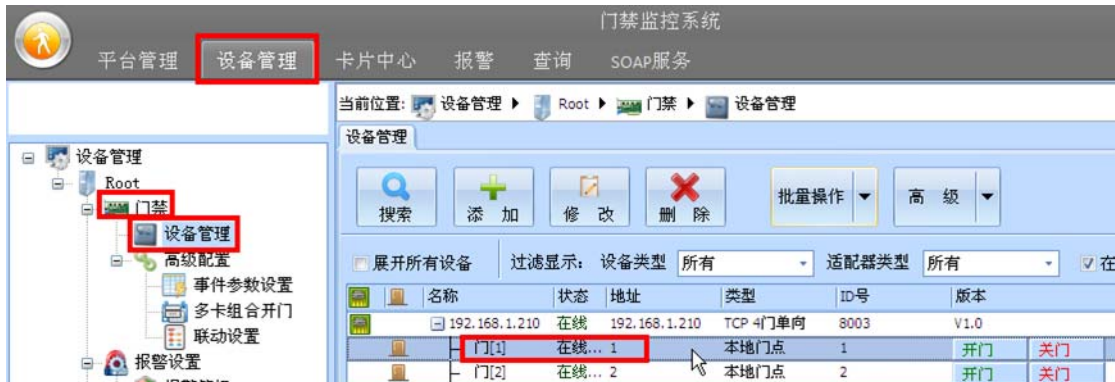 门禁监控系统
平台管理 设备管理 卡片中心 报警 查询 SOAP服务
当前位置: 设备管理 Root 门禁 设备管理
设备管理
设备管理
Root
门禁
设备管理
高级配置
事件参数设置
多卡组合开门
联动设置
报警设置
搜索 添 加 修 改 删 除 批量操作 高 级
展开所有设备 过滤显示: 设备类型 所有 适配器类型 所有 在
名称 状态 地址 类型 ID号 版本
192.168.1.210 在线 192.168.1.210 TCP 4门单向 8003 V1.0
门[1] 在线... 1 本地门点 1 开门 关门
门[2] 在线... 2 本地门点 2 开门 关门